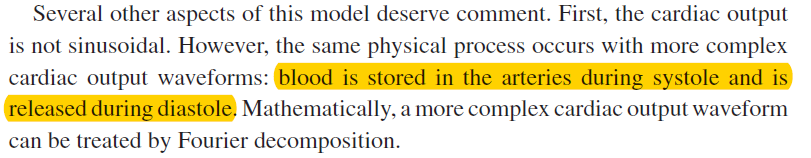 Several other aspects of this model deserve comment. First, the cardiac output
is not sinusoidal. However, the same physical process occurs with more complex
cardiac output waveforms: blood is stored in the arteries during systole and is
released during diastole. Mathematically, a more complex cardiac output waveform
can be treated by Fourier decomposition.